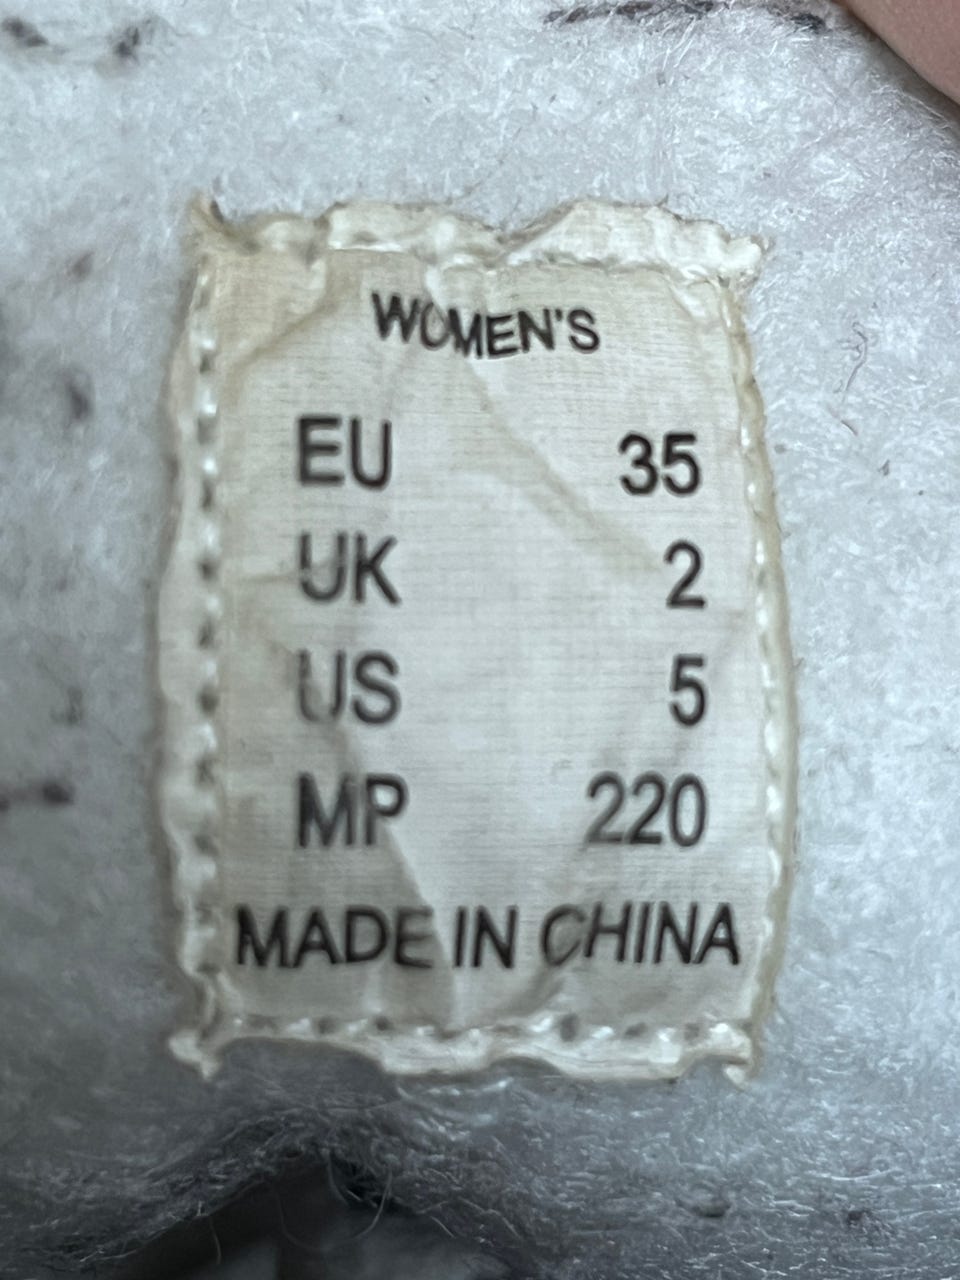 WOMEN'S
EU 35
UK 2
US 5
MP 220
MADE IN CHINA